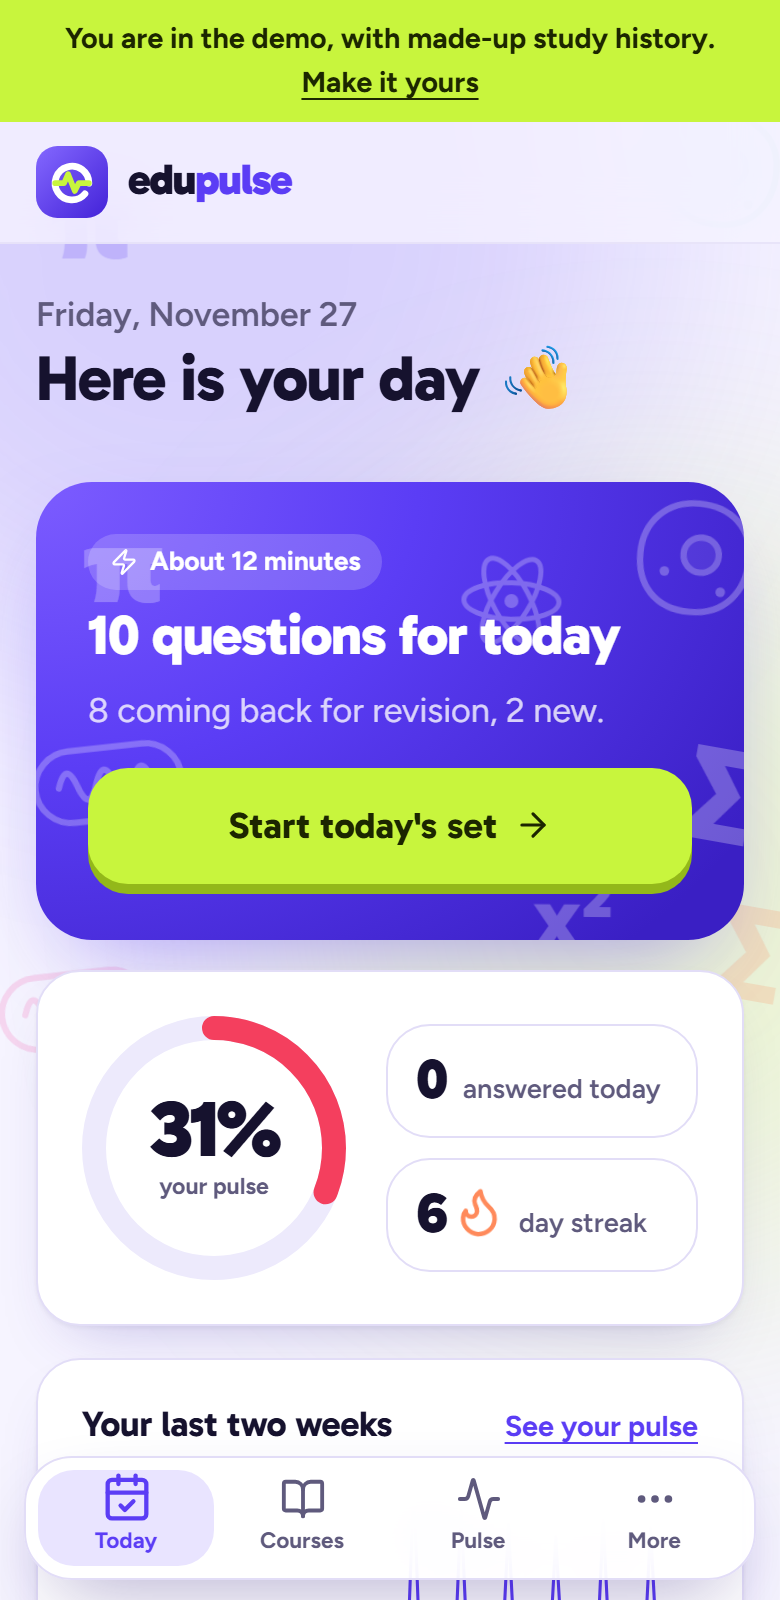 You are in the demo, with made-up study history.
Make it yours
edupulse
π
Friday, November 27
Here is your day
π
About 12 minutes
10 questions for today
8 coming back for revision, 2 new.
Σ
Start today's set
x²
Σ
31%
your pulse
0 answered today
6 day streak
Your last two weeks
See your pulse
Today
Courses
Pulse
More